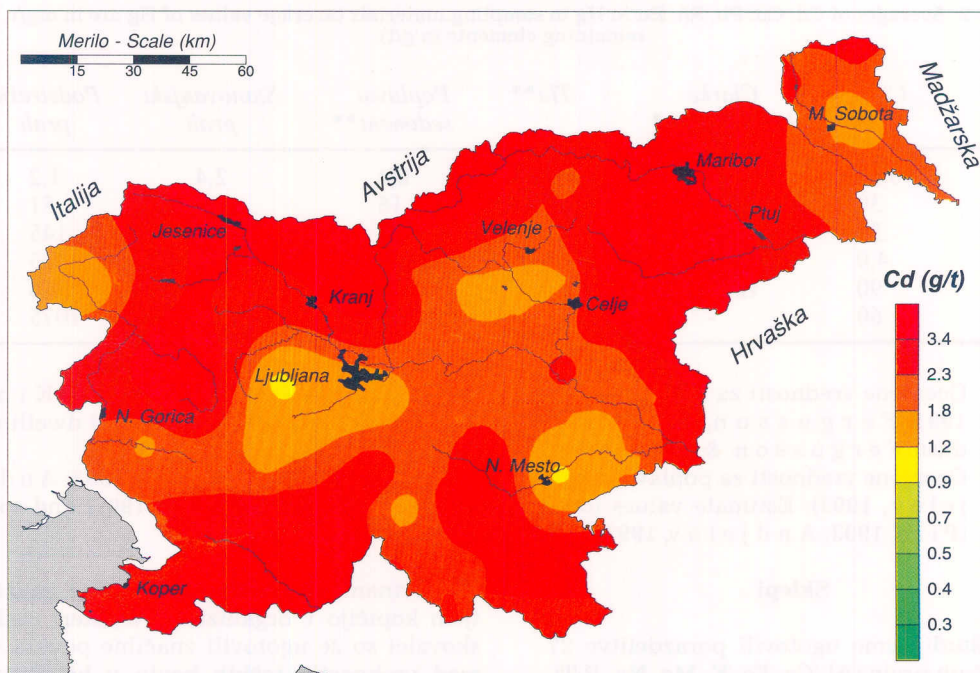 Merilo - Scale (km)
15 30 45 60
Italija
Avstrija
Madžarska
Hrvaška
M. Sobota
Maribor
Ptuj
Jesenice
Velenje
Kranj
Celje
Ljubljana
N. Gorica
N. Mesto
Koper
Cd (g/t)
3.4
2.3
1.8
1.2
0.9
0.7
0.5
0.4
0.3